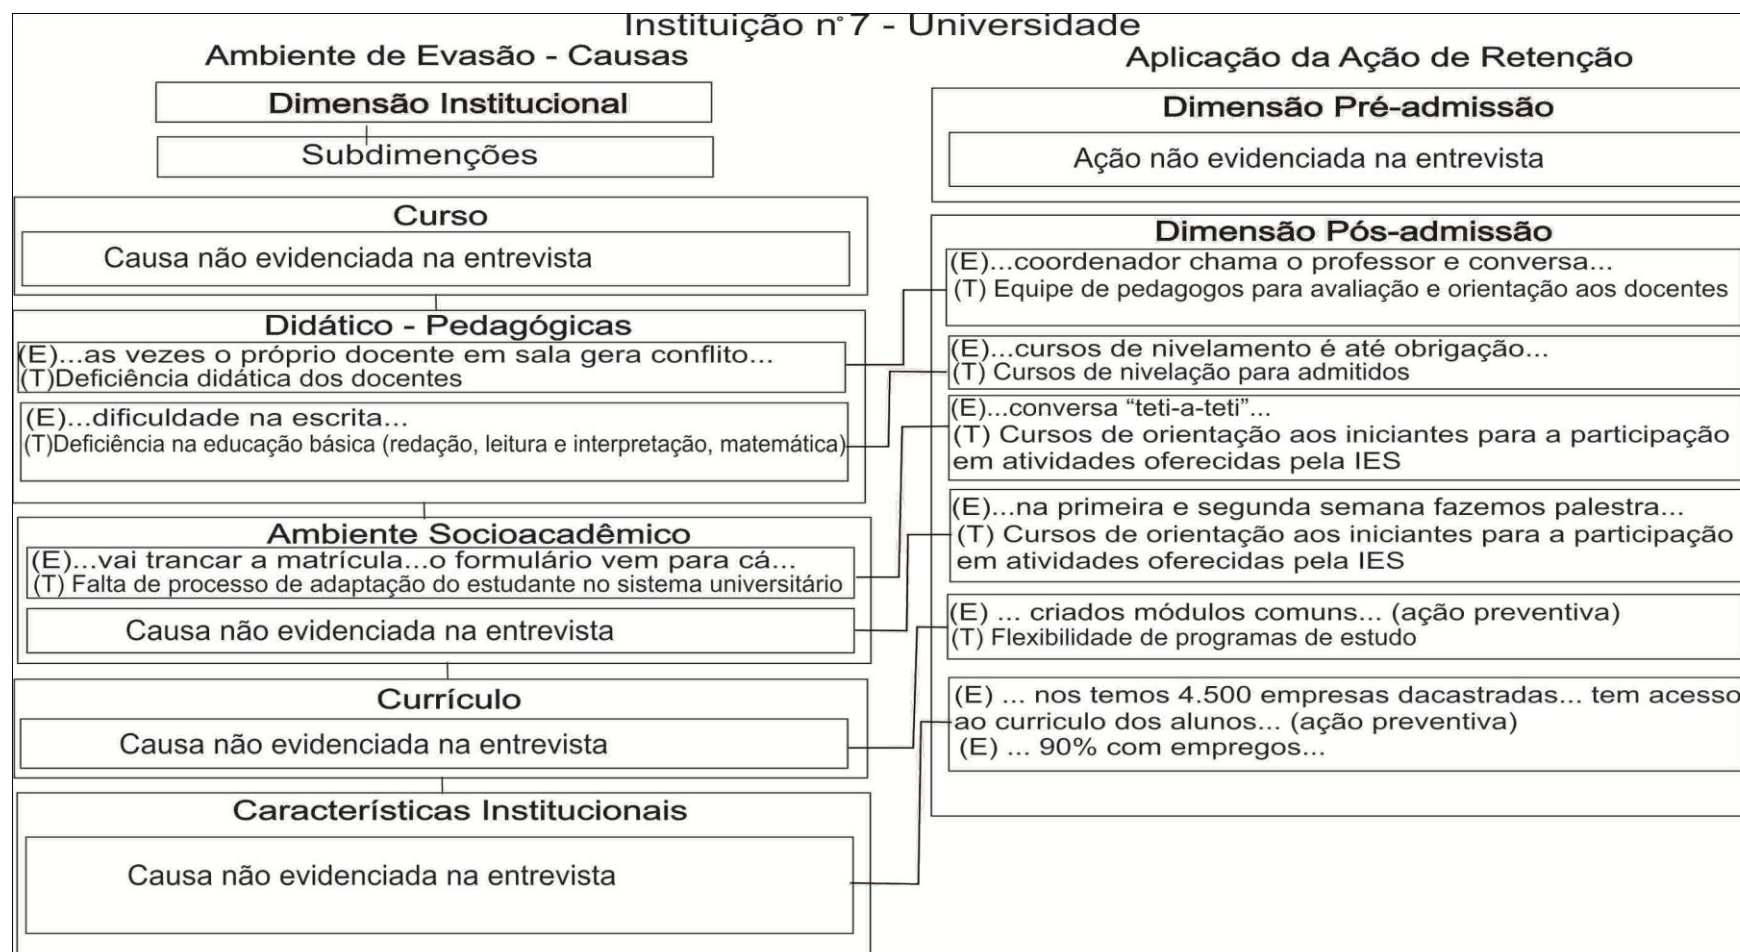 Instituição n° 7 - Universidade
Ambiente de Evasão - Causas
Dimensão Institucional
Subdimenções
Curso
Causa não evidenciada na entrevista
Didático - Pedagógicas
(E)...as vezes o próprio docente em sala gera conflito...
(T)Deficiência didática dos docentes
(E)...dificuldade na escrita...
(T)Deficiência na educação básica (redação, leitura e interpretação, matemática)
Ambiente Socioacadêmico
(E)...vai trancar a matrícula...o formulário vem para cá...
(T) Falta de processo de adaptação do estudante no sistema universitário
Causa não evidenciada na entrevista
Currículo
Causa não evidenciada na entrevista
Características Institucionais
Causa não evidenciada na entrevista
Aplicação da Ação de Retenção
Dimensão Pré-admissão
Ação não evidenciada na entrevista
Dimensão Pós-admissão
(E)...coordenador chama o professor e conversa...
(T) Equipe de pedagogos para avaliação e orientação aos docentes
(E)...cursos de nivelamento é até obrigação...
(T) Cursos de nivelação para admitidos
(E)...conversa “teti-a-teti”...
(T) Cursos de orientação aos iniciantes para a participação
em atividades oferecidas pela IES
(E)...na primeira e segunda semana fazemos palestra...
(T) Cursos de orientação aos iniciantes para a participação
em atividades oferecidas pela IES
(E) ... criados módulos comuns... (ação preventiva)
(T) Flexibilidade de programas de estudo
(E) ... nos temos 4.500 empresas dacastradas... tem acesso
ao curriculo dos alunos... (ação preventiva)
(E) ... 90% com empregos...